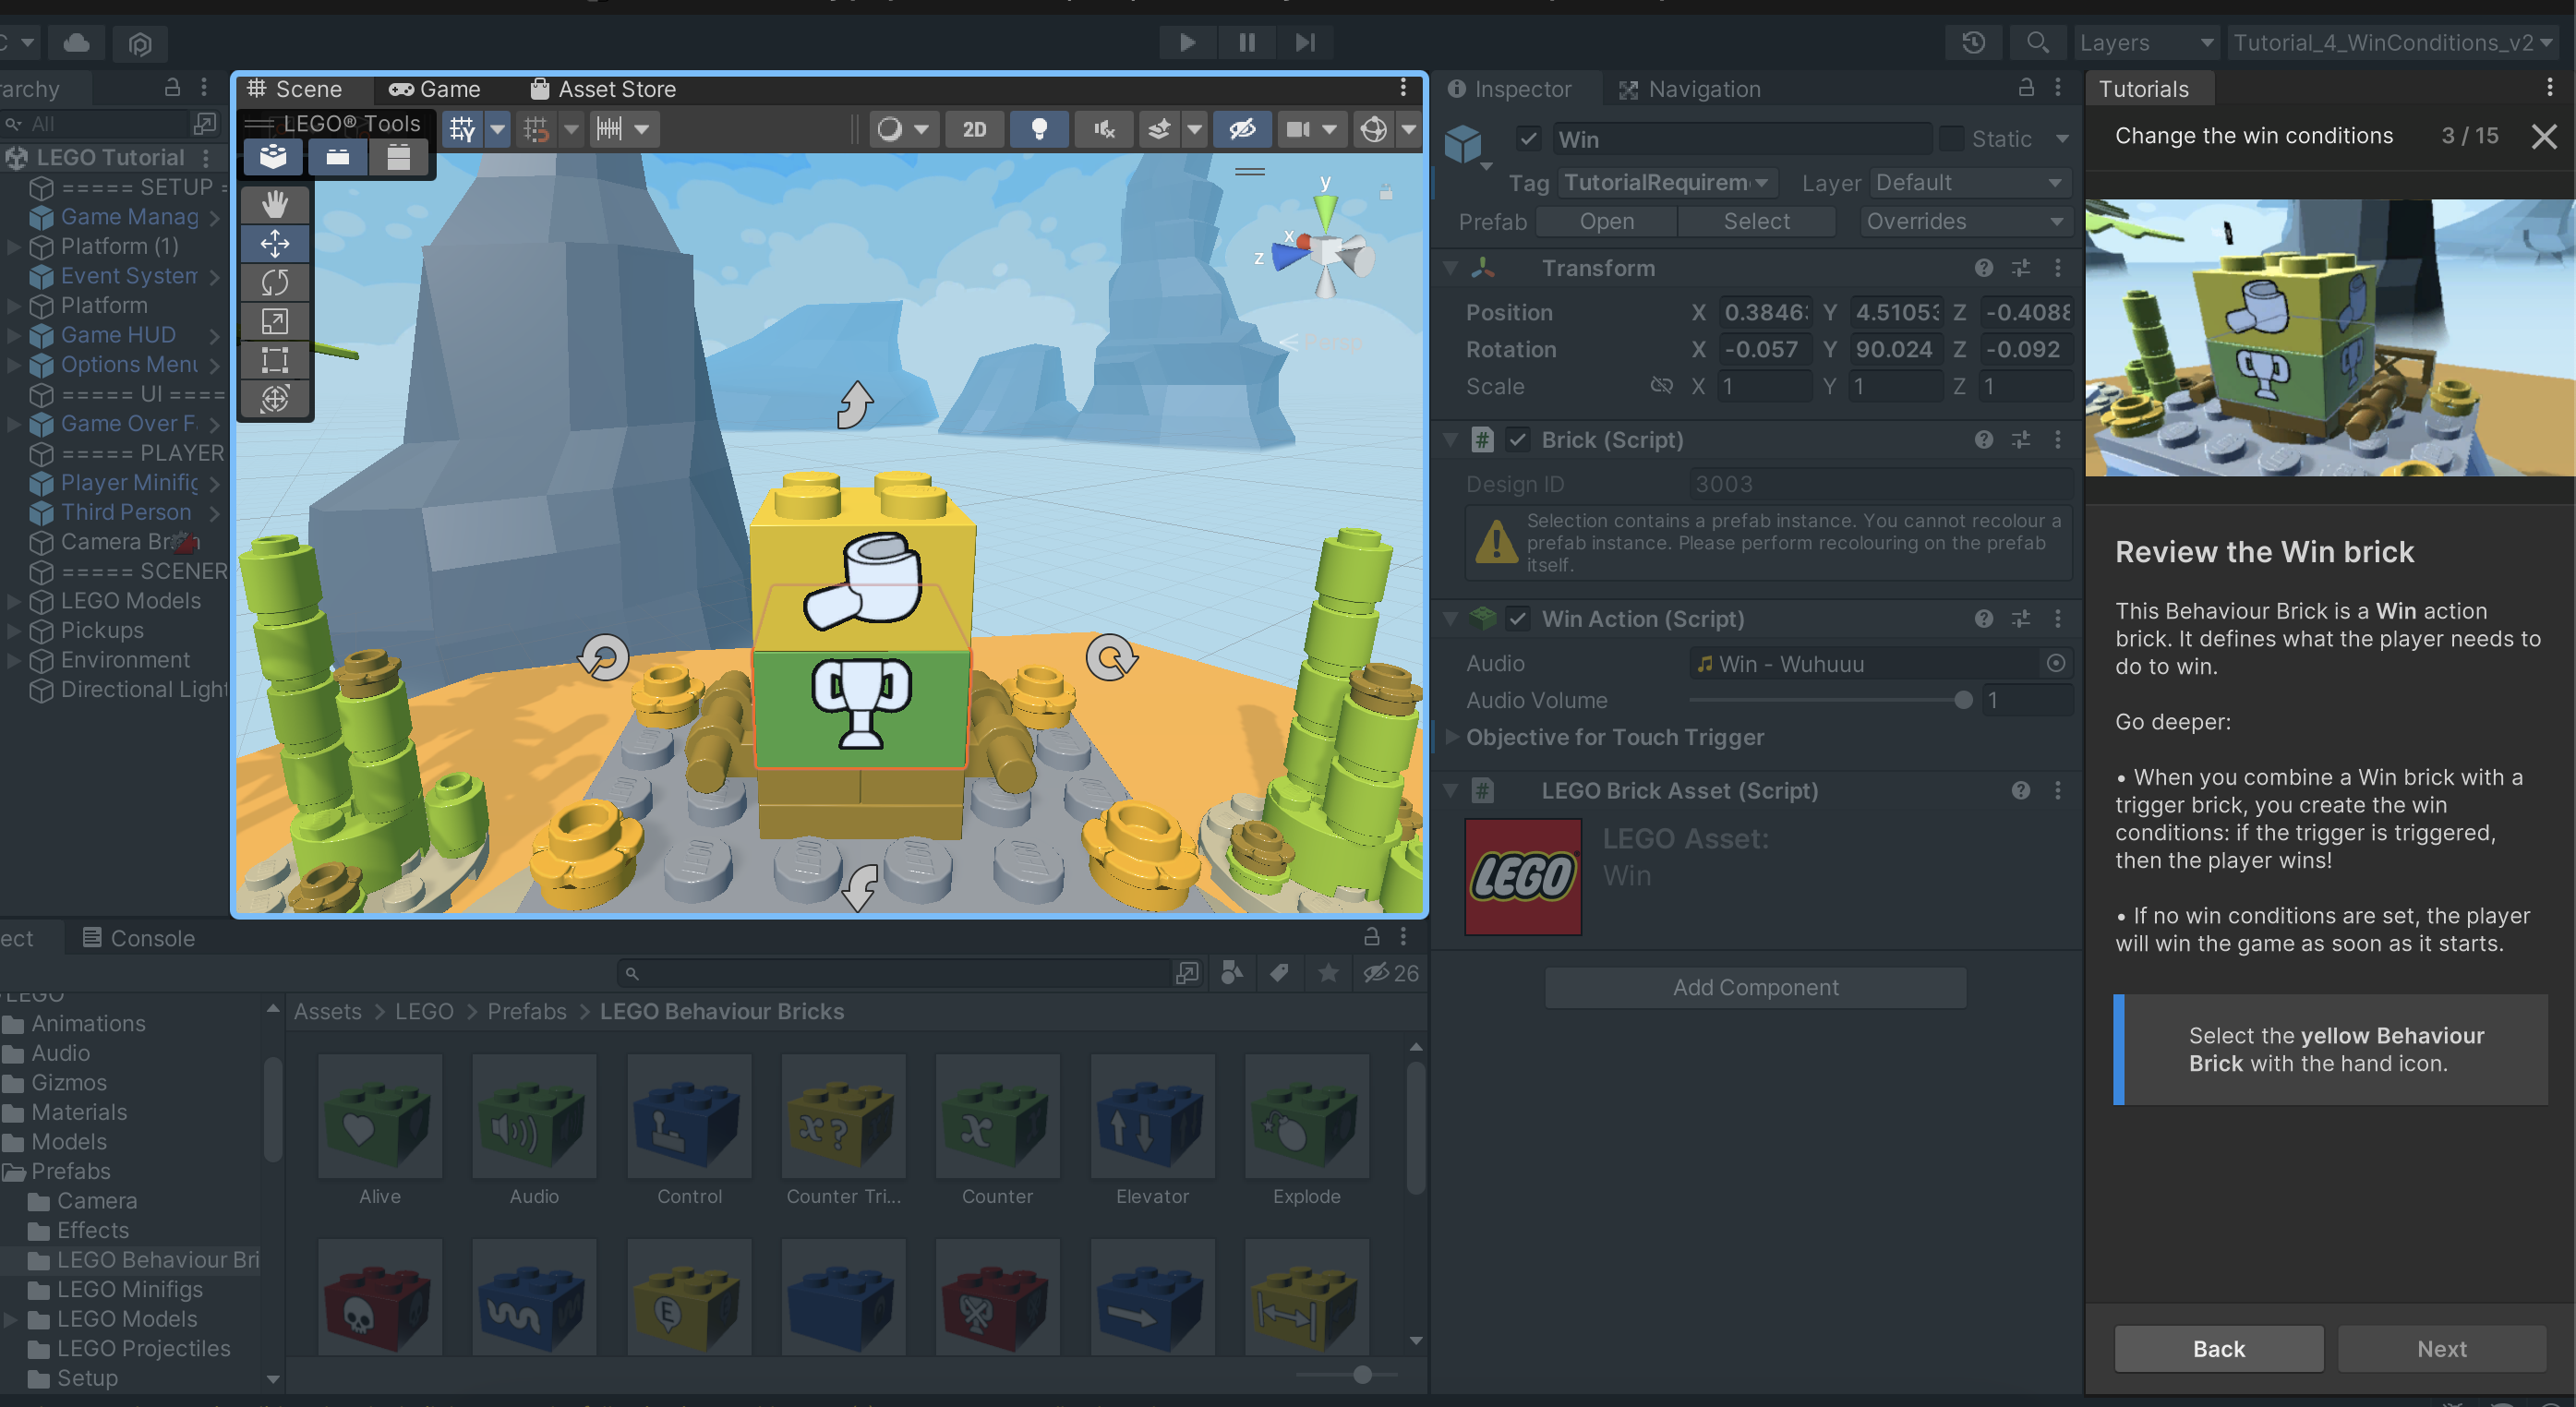 Layers
Tutorial_4_WinConditions_v2
Scene
Game
Asset Store
Inspector
Navigation
Tutorials
All
LEGO® Tools
2D
Win
Static
Change the win conditions
3 / 15
LEGO Tutorial
===== SETUP
Tag
TutorialRequirem
Layer
Default
Game Manag
Prefab
Open
Select
Overrides
Platform (1)
Event System
Transform
Platform
Position X 0.3846 Y 4.5105 Z -0.408
Game HUD
Rotation X -0.057 Y 90.024 Z -0.092
Options Menu
Scale X 1 Y 1 Z 1
y
x
z
Persp
===== UI ====
Game Over F
Brick (Script)
===== PLAYER
Design ID
3003
Player Minifig
Selection contains a prefab instance. You cannot recolour a
prefab instance. Please perform recolouring on the prefab
itself.
Third Person
===== SCENER
LEGO Models
Pickups
Environment
Directional Light
Win Action (Script)
Audio
Win - Wuhuuu
Audio Volume
1
Objective for Touch Trigger
LEGO Brick Asset (Script)
LEGO
LEGO Asset:
Win
Add Component
Review the Win brick
This Behaviour Brick is a Win action
brick. It defines what the player needs to
do to win.
Go deeper:
• When you combine a Win brick with a
trigger brick, you create the win
conditions: if the trigger is triggered,
then the player wins!
• If no win conditions are set, the player
will win the game as soon as it starts.
Select the yellow Behaviour
Brick with the hand icon.
Back
Next
Console
26
Assets > LEGO > Prefabs > LEGO Behaviour Bricks
LEGO
Animations
Audio
Gizmos
Materials
Models
Prefabs
Camera
Effects
LEGO Behaviour Bri
LEGO Minifigs
LEGO Models
LEGO Projectiles
Setup
X?
X
Alive
Audio
Control
Counter Tri...
Counter
Elevator
Explode
E